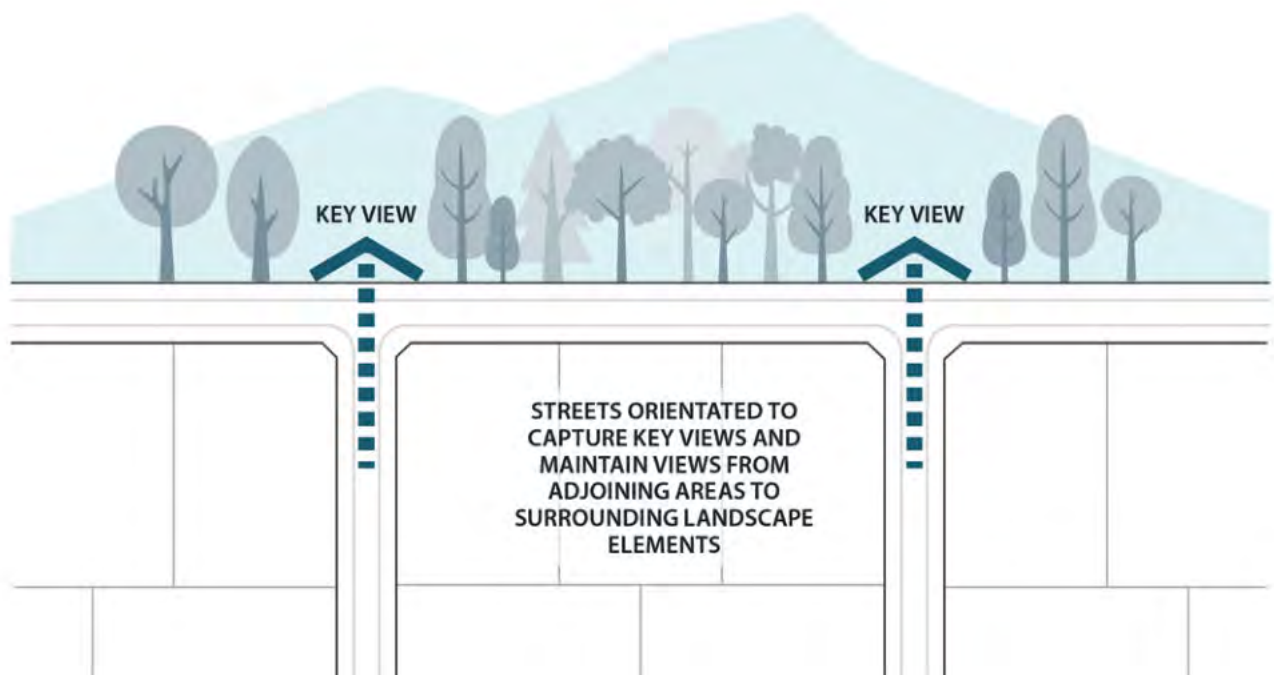 KEY VIEW
KEY VIEW
STREETS ORIENTATED TO
CAPTURE KEY VIEWS AND
MAINTAIN VIEWS FROM
ADJOINING AREAS TO
SURROUNDING LANDSCAPE
ELEMENTS